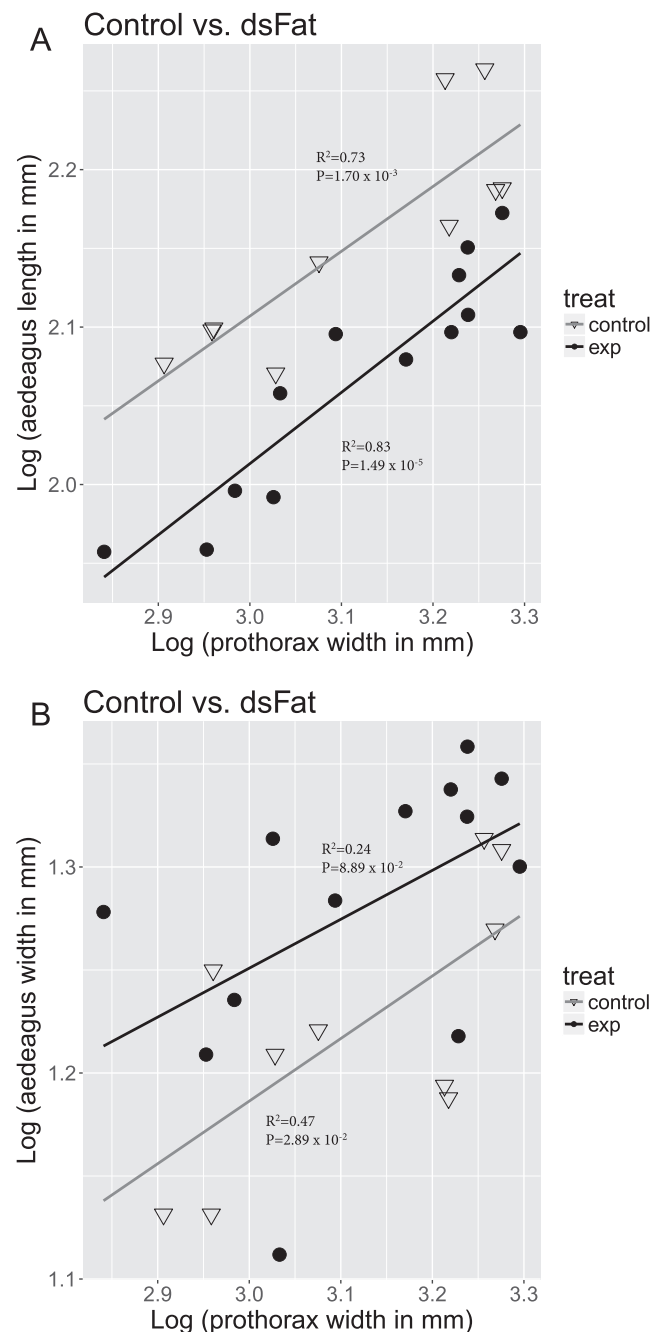 A
Control vs. dsFat
Log (aedeagus length in mm)
2.2
2.1
2.0
R²=0.73
P=1.70 x 10⁻³
R²=0.83
P=1.49 x 10⁻⁵
treat
control
exp
2.9 3.0 3.1 3.2 3.3
Log (prothorax width in mm)
B
Control vs. dsFat
Log (aedeagus width in mm)
1.3
1.2
1.1
R²=0.24
P=8.89 x 10⁻²
R²=0.47
P=2.89 x 10⁻²
treat
control
exp
2.9 3.0 3.1 3.2 3.3
Log (prothorax width in mm)